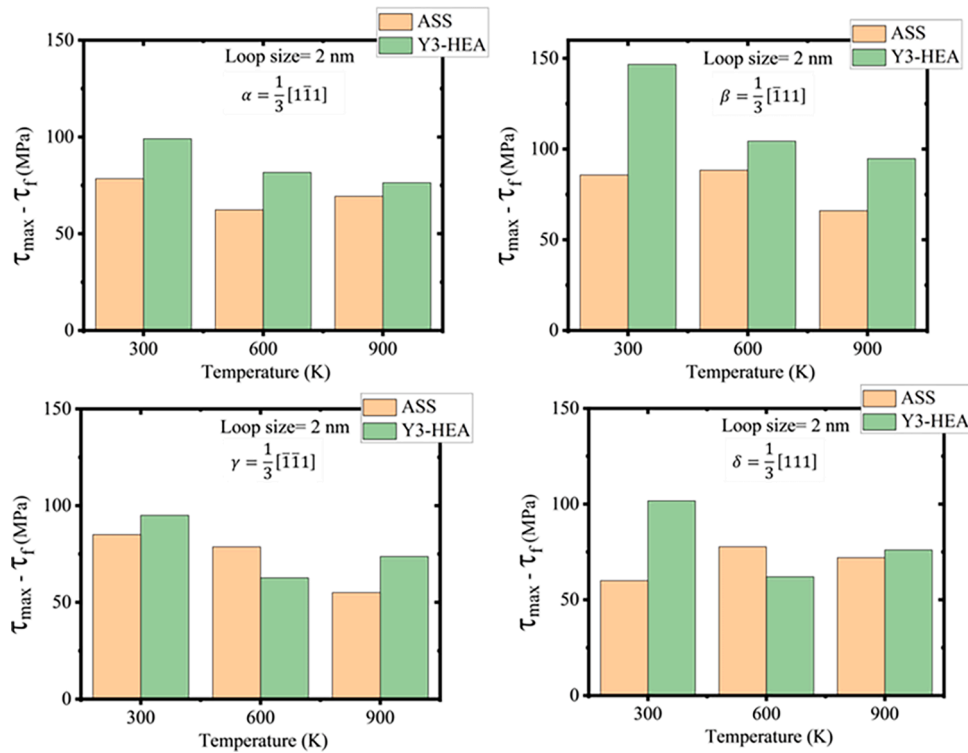 ASS
Y3-HEA
Loop size= 2 nm
α = 1/3 [11̄1]
τmax - τf (MPa)
150
100
50
0
300 600 900
Temperature (K)
ASS
Y3-HEA
Loop size= 2 nm
β = 1/3 [1̄11]
τmax - τf (MPa)
150
100
50
0
300 600 900
Temperature (K)
ASS
Y3-HEA
Loop size= 2 nm
γ = 1/3 [1̄1̄1]
τmax - τf (MPa)
150
100
50
0
300 600 900
Temperature (K)
ASS
Y3-HEA
Loop size= 2 nm
δ = 1/3 [111]
τmax - τf (MPa)
150
100
50
0
300 600 900
Temperature (K)